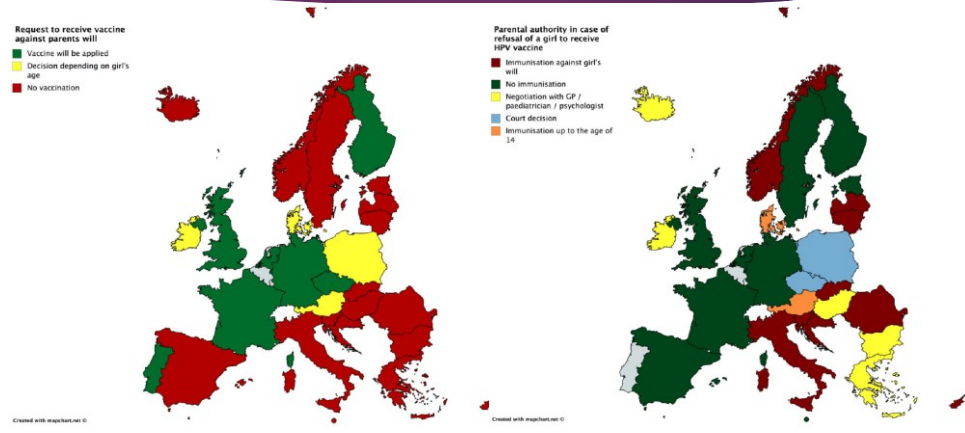 Request to receive vaccine
against parents will
Vaccine will be applied
Decision depending on girl's
age
No vaccination
Created with mapchart.net ©
Parental authority in case of
refusal of a girl to receive
HPV vaccine
Immunisation against girl's
will
No immunisation
Negotiation with GP /
paediatrician / psychologist
Court decision
Immunisation up to the age of
14
Created with mapchart.net ©